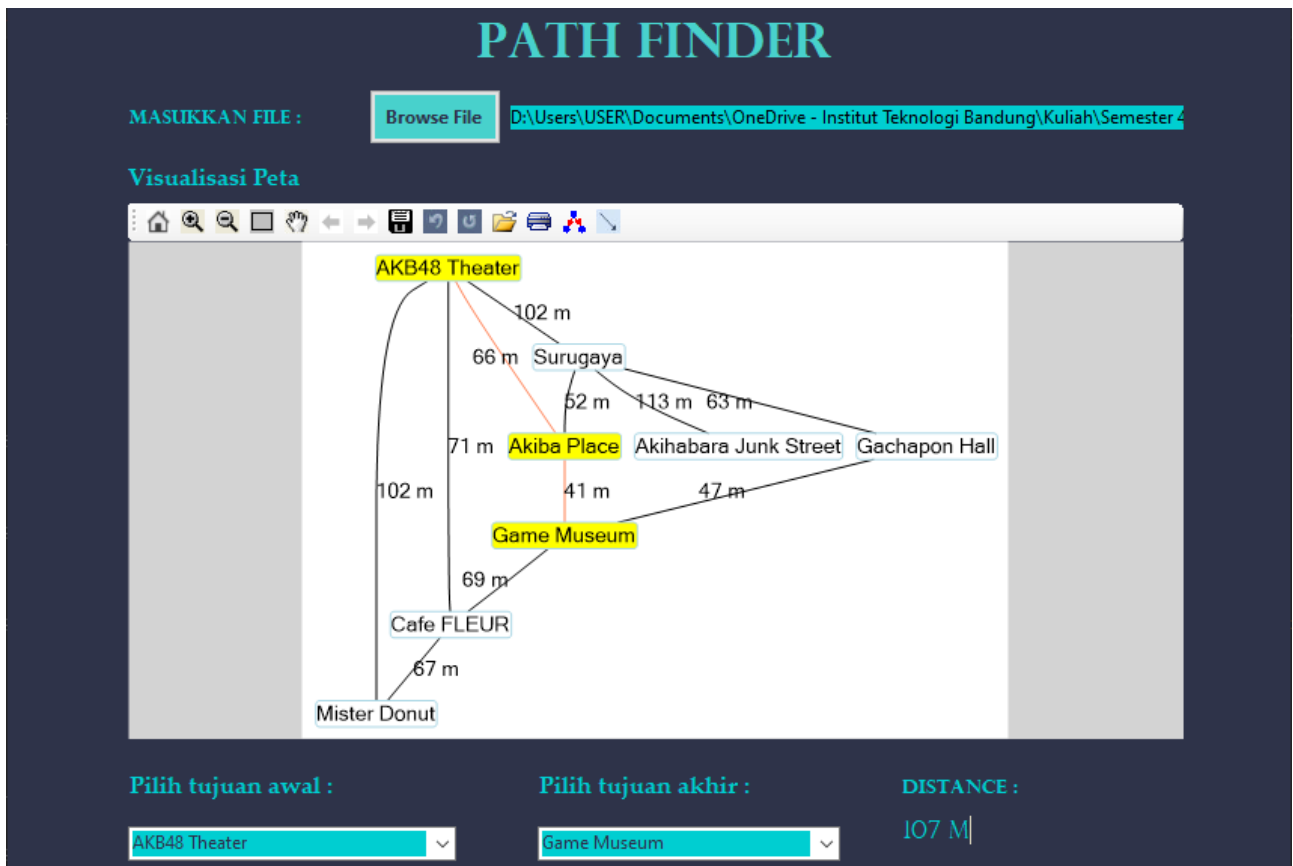 PATH FINDER
MASUKKAN FILE :
Browse File
D:\Users\USER\Documents\OneDrive - Institut Teknologi Bandung\Kuliah\Semester 4
Visualisasi Peta
AKB48 Theater
102 m
66 m
Surugaya
52 m
113 m
63 m
71 m
Akiba Place
Akihabara Junk Street
Gachapon Hall
102 m
41 m
47 m
Game Museum
69 m
Cafe FLEUR
67 m
Mister Donut
Pilih tujuan awal :
Pilih tujuan akhir :
DISTANCE :
AKB48 Theater
Game Museum
107 M